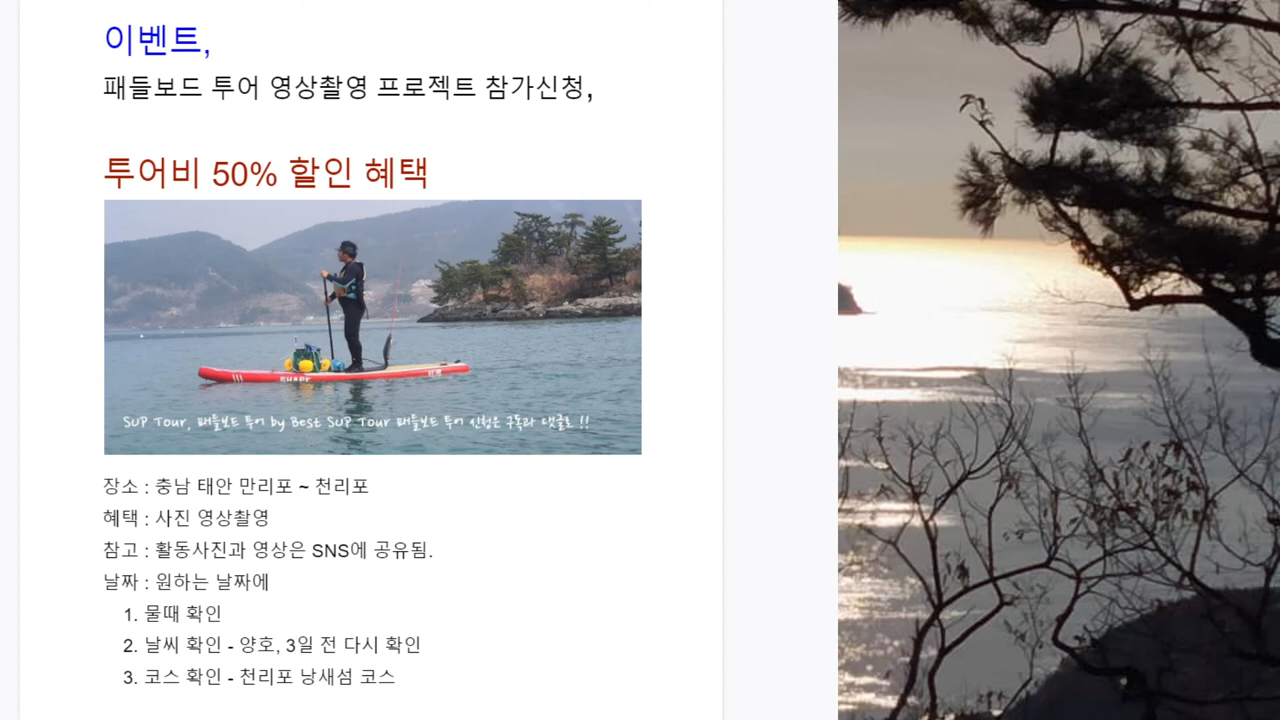 이벤트,
패들보드 투어 영상촬영 프로젝트 참가신청,
투어비 50% 할인 혜택
SHARK
SUP Tour, 패들보트 투어 by Best SUP Tour 패들보트 투어 신청은 구독과 댓글로 !!
장소 : 충남 태안 만리포 ~ 천리포
혜택 : 사진 영상촬영
참고 : 활동사진과 영상은 SNS에 공유됨.
날짜 : 원하는 날짜에
1. 물때 확인
2. 날씨 확인 - 양호, 3일 전 다시 확인
3. 코스 확인 - 천리포 낭새섬 코스